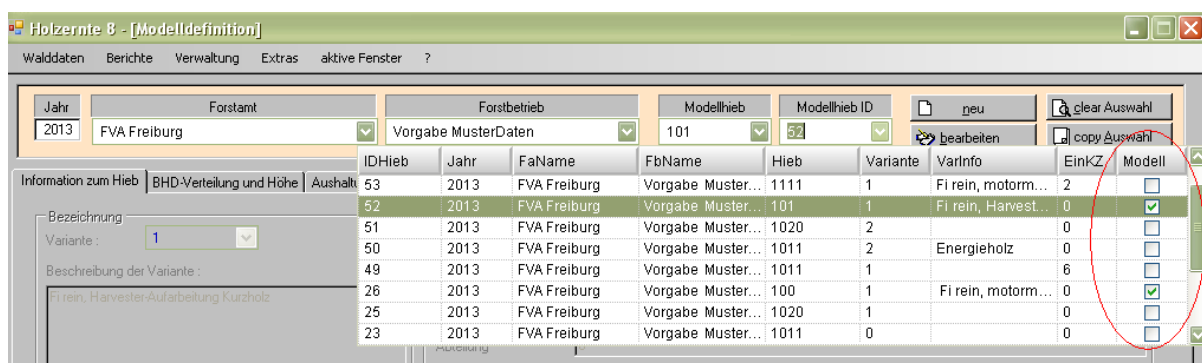 Holzernte 8 - [Modelldefinition]
Walddaten Berichte Verwaltung Extras aktive Fenster ?
Jahr Forstamt Forstbetrieb Modellhieb Modellhieb ID neu clear Auswahl
2013 FVA Freiburg Vorgabe MusterDaten 101 52 bearbeiten copy Auswahl
IDHieb Jahr FaName FbName Hieb Variante VarInfo EinKZ Modell
53 2013 FVA Freiburg Vorgabe Muster... 1111 1 Fi rein, motorm... 2
52 2013 FVA Freiburg Vorgabe Muster... 101 1 Fi rein, Harvest... 0
51 2013 FVA Freiburg Vorgabe Muster... 1020 2 0
50 2013 FVA Freiburg Vorgabe Muster... 1011 2 Energieholz 0
49 2013 FVA Freiburg Vorgabe Muster... 1011 1 6
26 2013 FVA Freiburg Vorgabe Muster... 100 1 Fi rein, motorm... 0
25 2013 FVA Freiburg Vorgabe Muster... 1020 1 0
23 2013 FVA Freiburg Vorgabe Muster... 1011 0 0
Information zum Hieb BHD-Verteilung und Höhe Aushaltu
Bezeichnung
Variante : 1
Beschreibung der Variante :
Fi rein, Harvester-Aufarbeitung Kurzholz
Abteilung